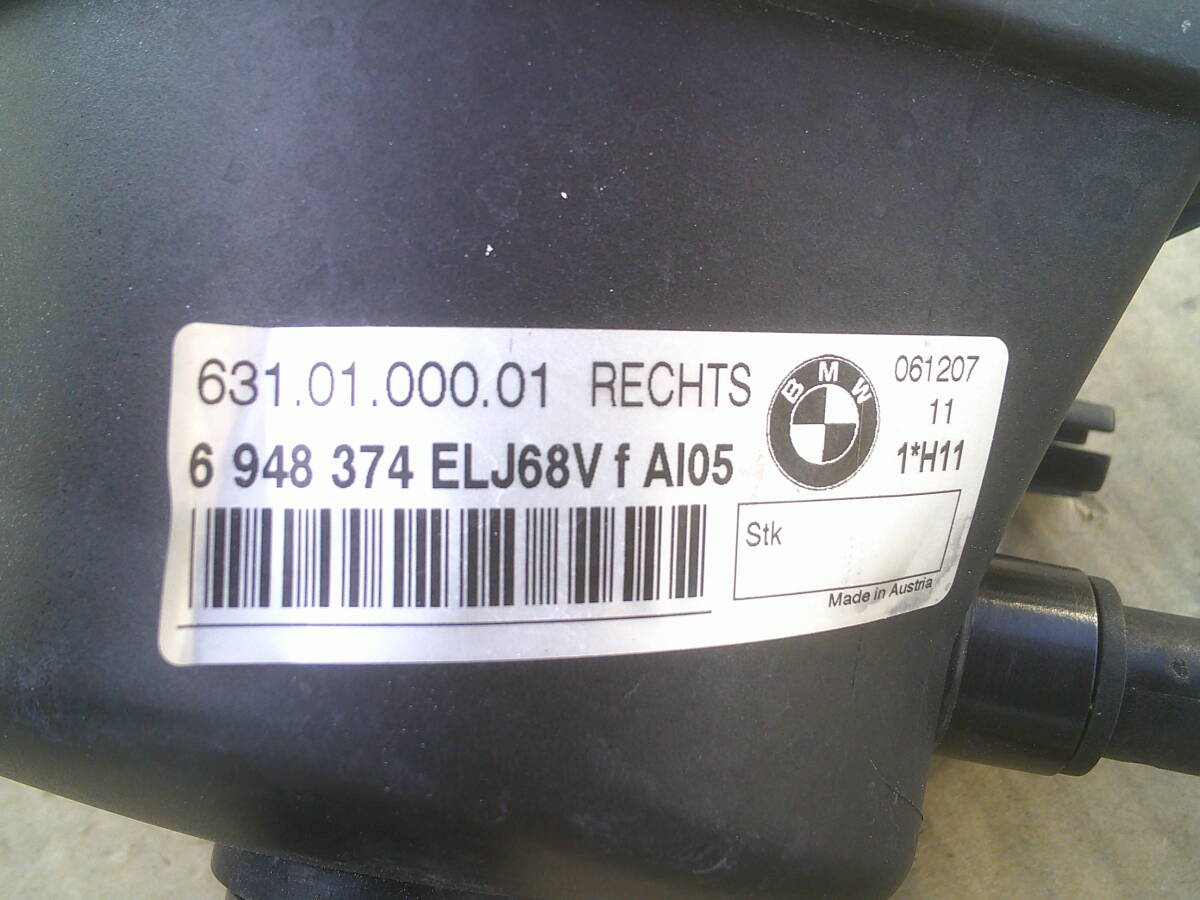 631.01.000.01 RECHTS
6 948 374 ELJ68V f AI05
BMW
061207
11
1*H11
Stk
Made in Austria